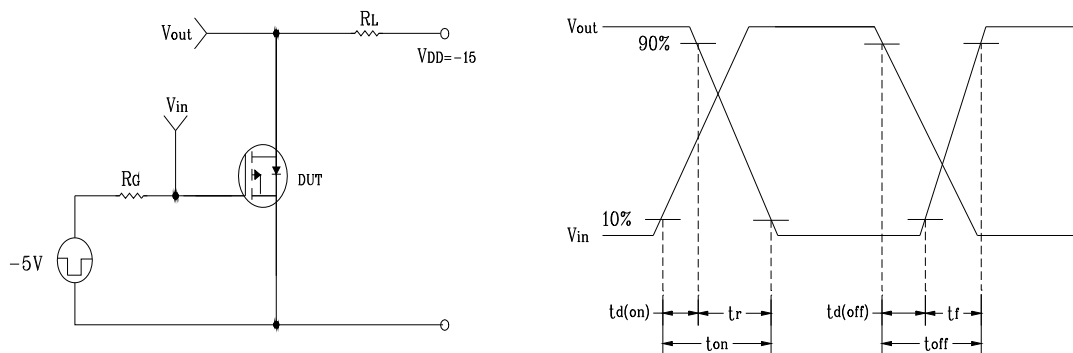 Vout
RL
VDD=-15
Vin
RG
DUT
-5V
Vout
90%
10%
Vin
td(on)
tr
td(off)
tf
ton
toff